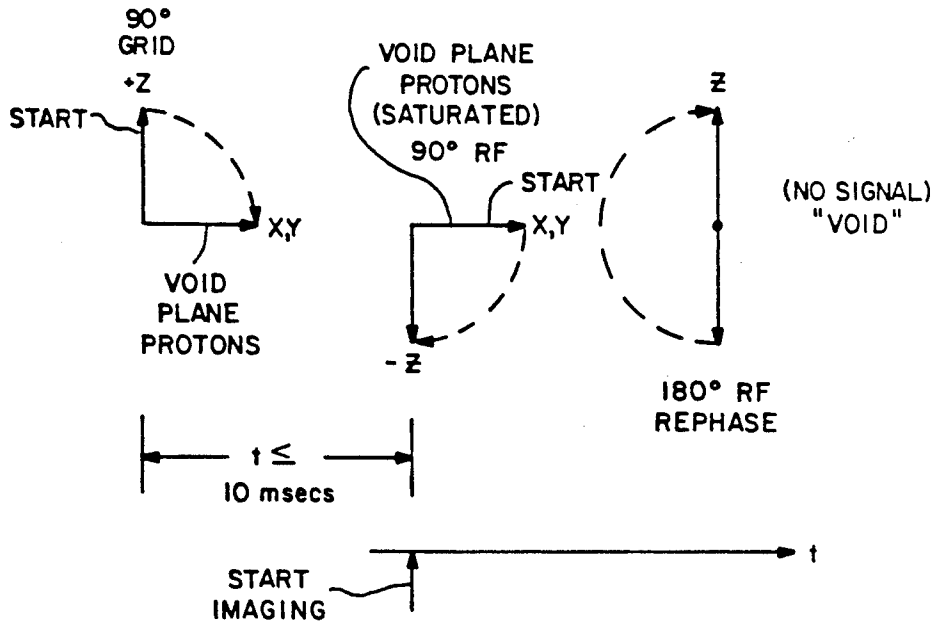 90°
GRID
+Z
START
X,Y
VOID
PLANE
PROTONS
VOID PLANE
PROTONS
(SATURATED)
90° RF
START
X,Y
- Z
Z
(NO SIGNAL)
"VOID"
180° RF
REPHASE
t ≤
10 msecs
t
START
IMAGING